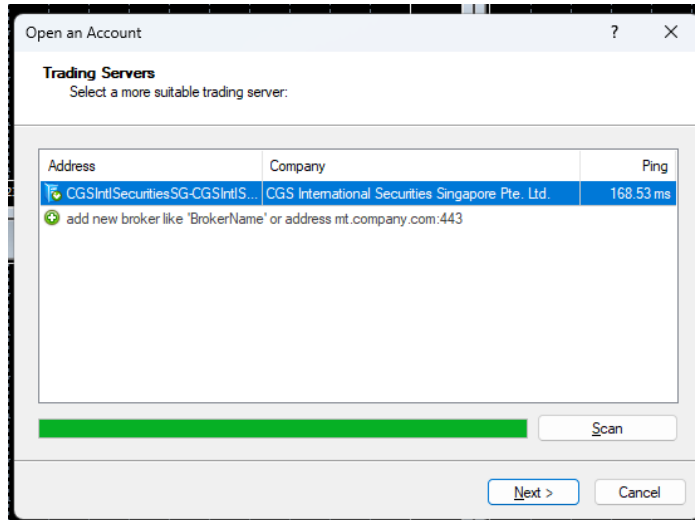 Open an Account
?
Trading Servers
Select a more suitable trading server:
Address Company Ping
CGSIntlSecuritiesSG-CGSIntlS... CGS International Securities Singapore Pte. Ltd. 168.53 ms
add new broker like 'BrokerName' or address mt.company.com:443
Scan
Next >
Cancel